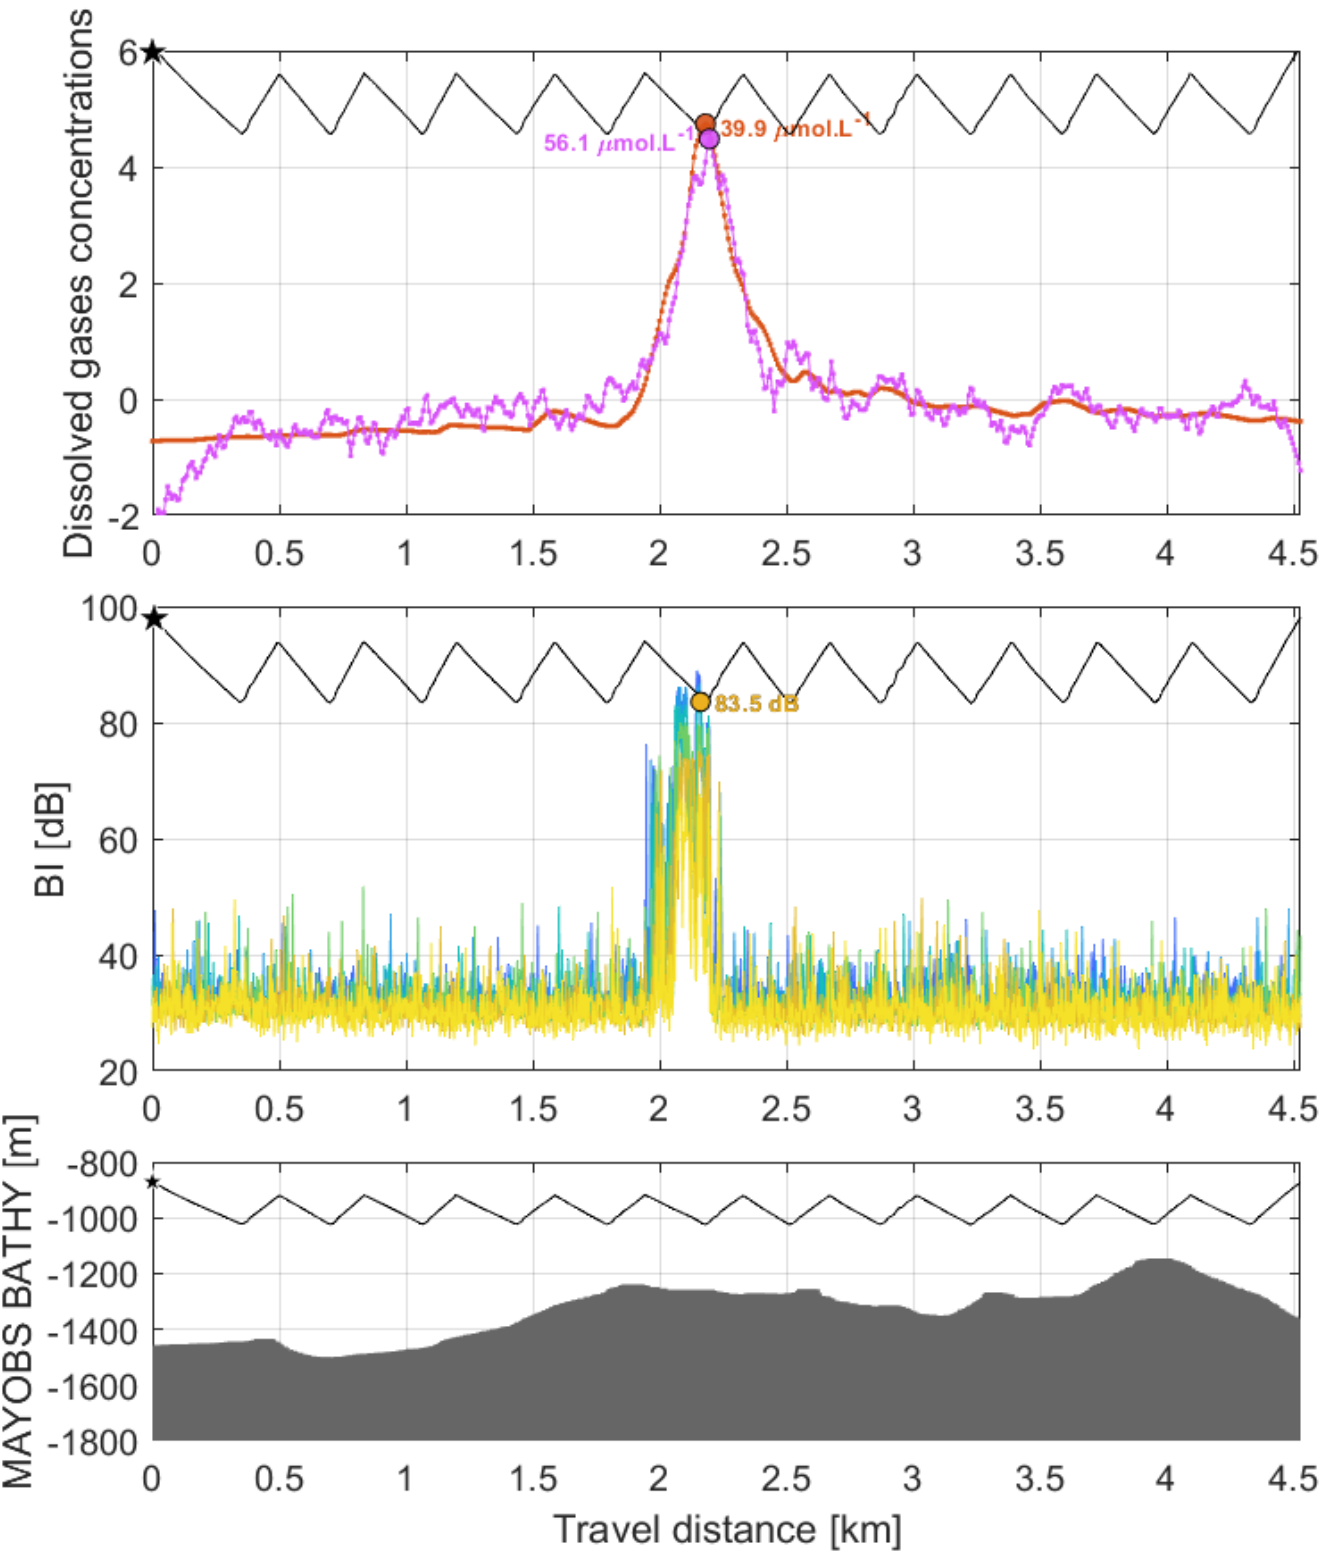 Dissolved gases concentrations
6
4
2
0
-2
56.1 μmol.L-1
39.9 μmol.L-1
0 0.5 1 1.5 2 2.5 3 3.5 4 4.5
BI [dB]
100
80
60
40
20
83.5 dB
0 0.5 1 1.5 2 2.5 3 3.5 4 4.5
MAYOBS BATHY [m]
-800
-1000
-1200
-1400
-1600
-1800
0 0.5 1 1.5 2 2.5 3 3.5 4 4.5
Travel distance [km]